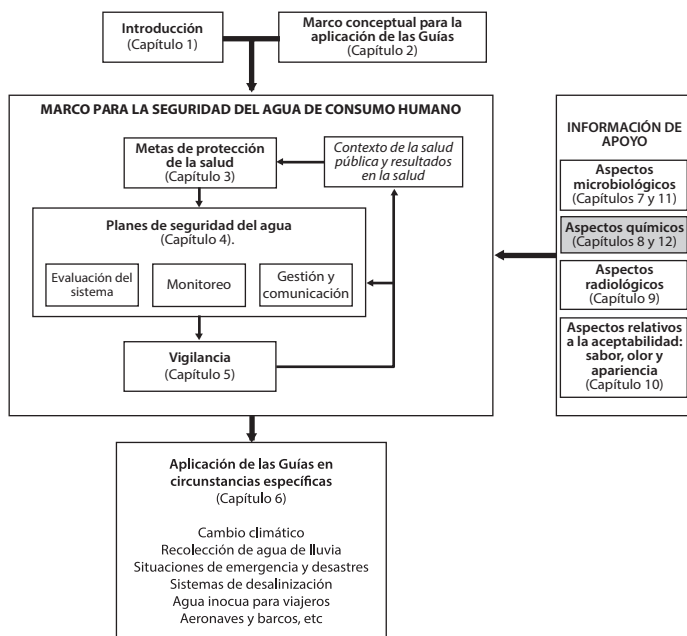 Introducción
(Capítulo 1)
Marco conceptual para la
aplicación de las Guías
(Capítulo 2)
MARCO PARA LA SEGURIDAD DEL AGUA DE CONSUMO HUMANO
Metas de protección
de la salud
(Capítulo 3)
Contexto de la salud
pública y resultados
en la salud
Planes de seguridad del agua
(Capítulo 4).
Evaluación del
sistema
Monitoreo
Gestión y
comunicación
Vigilancia
(Capítulo 5)
INFORMACIÓN DE
APOYO
Aspectos
microbiológicos
(Capítulos 7 y 11)
Aspectos químicos
(Capítulos 8 y 12)
Aspectos
radiológicos
(Capítulo 9)
Aspectos relativos
a la aceptabilidad:
sabor, olor y
apariencia
(Capítulo 10)
Aplicación de las Guías en
circunstancias específicas
(Capítulo 6)
Cambio climático
Recolección de agua de lluvia
Situaciones de emergencia y desastres
Sistemas de desalinización
Agua inocua para viajeros
Aeronaves y barcos, etc